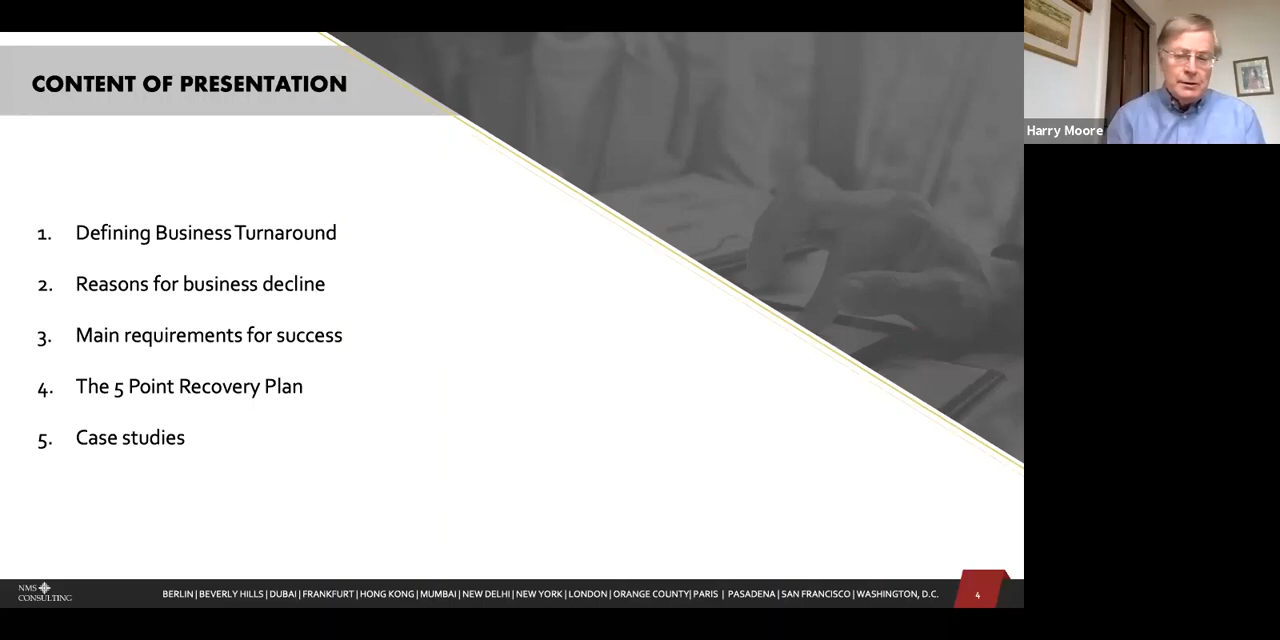 CONTENT OF PRESENTATION
Harry Moore
1. Defining Business Turnaround
2. Reasons for business decline
3. Main requirements for success
4. The 5 Point Recovery Plan
5. Case studies
NMS
CONSULTING
BERLIN | BEVERLY HILLS | DUBAI | FRANKFURT | HONG KONG | MUMBAI | NEW DELHI | NEW YORK | LONDON | ORANGE COUNTY| PARIS | PASADENA | SAN FRANCISCO | WASHINGTON, D.C.
4